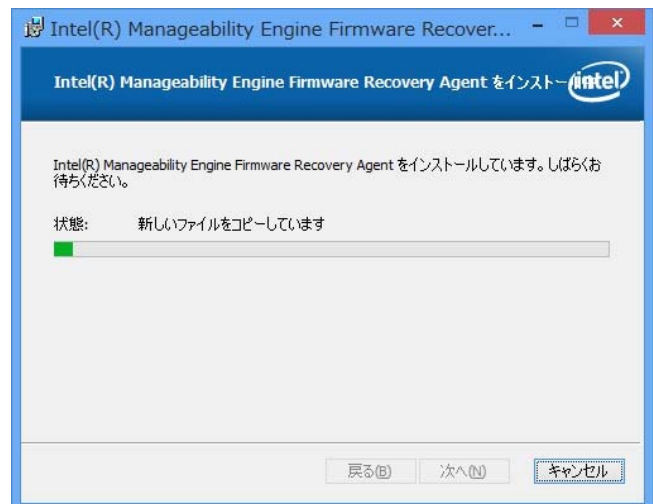 Intel(R) Manageability Engine Firmware Recover...
Intel(R) Manageability Engine Firmware Recovery Agent をインストー
intel
Intel(R) Manageability Engine Firmware Recovery Agent をインストールしています。しばらくお
待ちください。
状態: 新しいファイルをコピーしています
戻る(B) 次へ(N) キャンセル